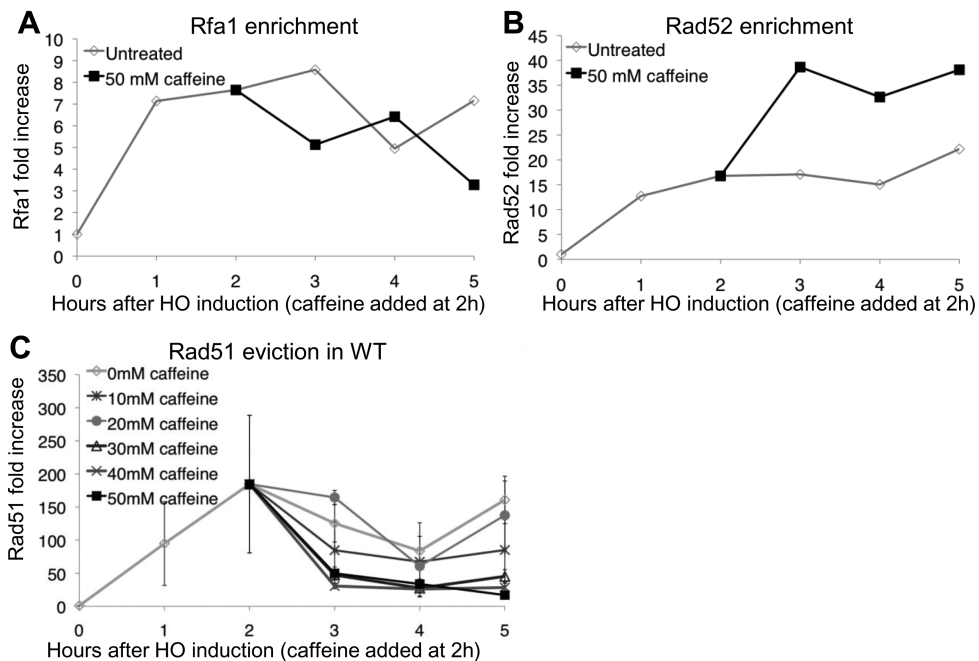 A
Rfa1 enrichment
Rfa1 fold increase
10
9
8
7
6
5
4
3
2
1
0
Untreated
50 mM caffeine
0 1 2 3 4 5
Hours after HO induction (caffeine added at 2h)
B
Rad52 enrichment
Rad52 fold increase
45
40
35
30
25
20
15
10
5
0
Untreated
50 mM caffeine
0 1 2 3 4 5
Hours after HO induction (caffeine added at 2h)
C
Rad51 eviction in WT
Rad51 fold increase
350
300
250
200
150
100
50
0
0mM caffeine
10mM caffeine
20mM caffeine
30mM caffeine
40mM caffeine
50mM caffeine
0 1 2 3 4 5
Hours after HO induction (caffeine added at 2h)